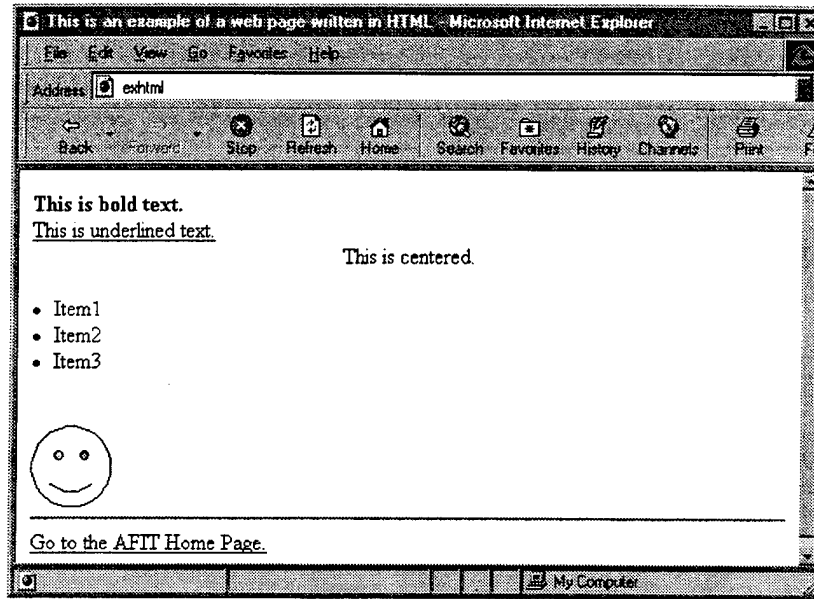 This is an example of a web page written in HTML - Microsoft Internet Explorer
File Edit View Go Favorites Help
Address exhtml
Back Forward Stop Refresh Home Search Favorites History Channels Print
This is bold text.
This is underlined text.
This is centered.
• Item1
• Item2
• Item3
Go to the AFIT Home Page.
My Computer